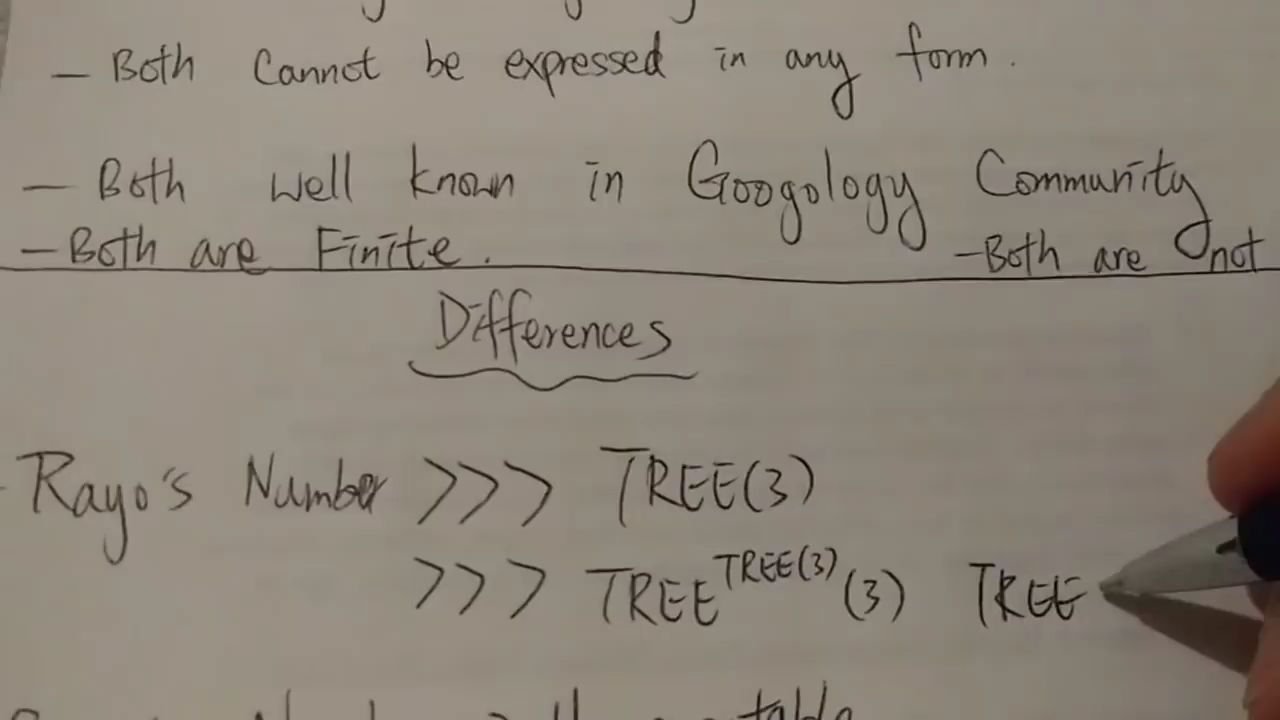 – Both Cannot be expressed in any form.
– Both well known in Googology Community
– Both are Finite. – Both are not
Differences
Rayo's Number >>> TREE(3)
>>> TREE^TREE(3) (3) TREE
table